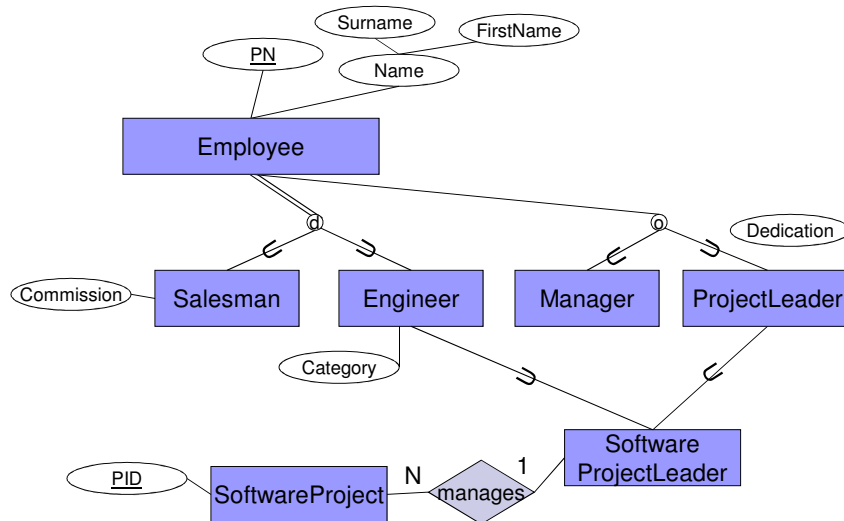 Surname
FirstName
PN
Name
Employee
d
o
Dedication
Commission
Salesman
Engineer
Manager
ProjectLeader
Category
Software
ProjectLeader
N
1
PID
SoftwareProject
manages